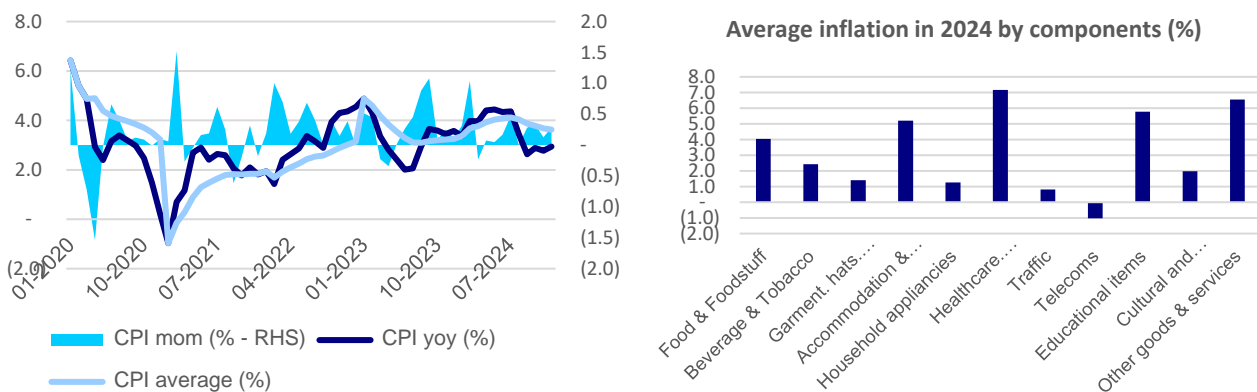 8.0
6.0
4.0
2.0
-
(2.0)
2.0
1.5
1.0
0.5
-
(0.5)
(1.0)
(1.5)
(2.0)
01-2020
10-2020
07-2021
04-2022
01-2023
10-2023
07-2024
CPI mom (% - RHS)
CPI yoy (%)
CPI average (%)
Average inflation in 2024 by components (%)
8.0
7.0
6.0
5.0
4.0
3.0
2.0
1.0
-
(1.0)
(2.0)
Food & Foodstuff
Beverage & Tobacco
Garment. hats.…
Accommodation &…
Household appliancies
Healthcare.…
Traffic
Telecoms
Educational items
Cultural and…
Other goods & services